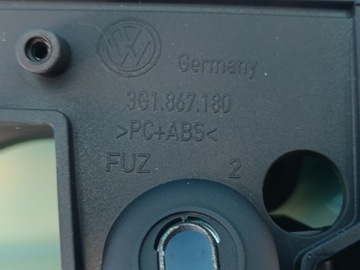 Germany
3G1.867.180
>PC+ABS<
FUZ 2